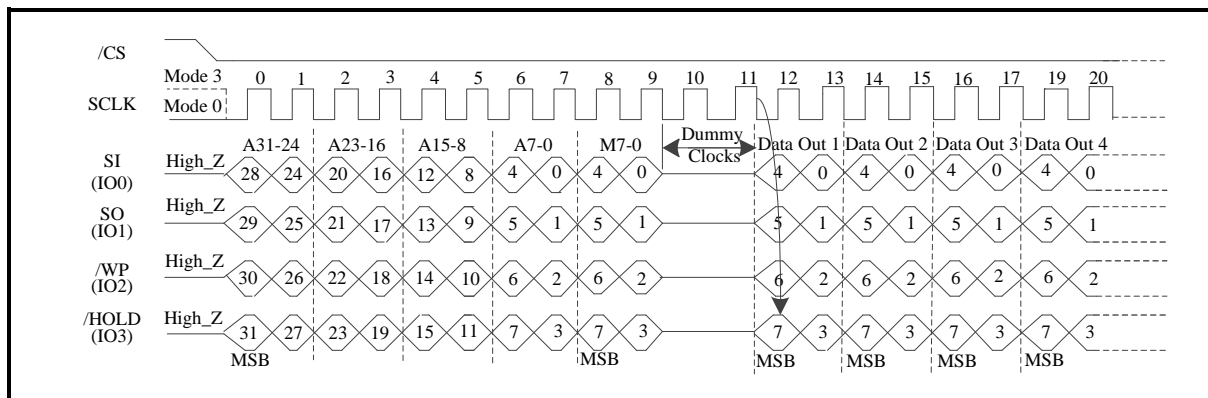 /CS
Mode 3 0 1 2 3 4 5 6 7 8 9 10 11 12 13 14 15 16 17 19 20
SCLK Mode 0
A31-24 A23-16 A15-8 A7-0 M7-0 Dummy Clocks Data Out 1 Data Out 2 Data Out 3 Data Out 4
SI (IO0) High_Z 28 24 20 16 12 8 4 0 4 0 4 0 4 0 4 0 4 0
SO (IO1) High_Z 29 25 21 17 13 9 5 1 5 1 5 1 5 1 5 1 5 1
/WP (IO2) High_Z 30 26 22 18 14 10 6 2 6 2 6 2 6 2 6 2 6 2
/HOLD (IO3) High_Z 31 27 23 19 15 11 7 3 7 3 7 3 7 3 7 3 7 3
MSB MSB MSB MSB MSB MSB